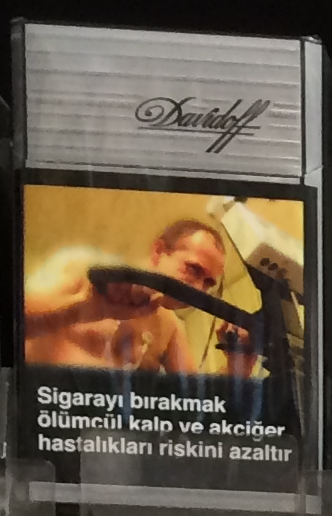 Davidoff
Sigarayı bırakmak
ölümcül kalp ve akciğer
hastalıkları riskini azaltır